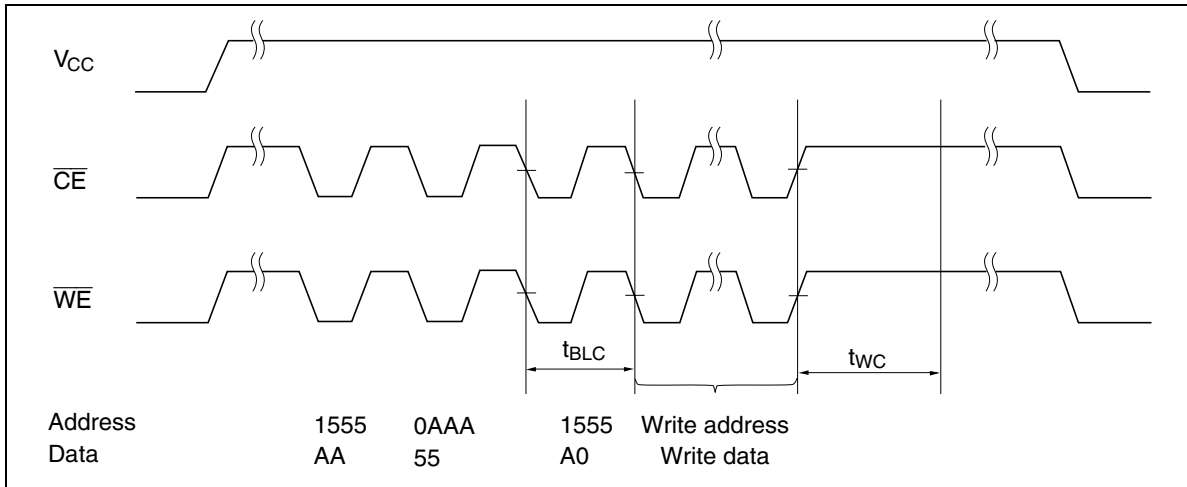 VCC
CE
WE
tBLC
tWC
Address 1555 0AAA 1555 Write address
Data AA 55 A0 Write data